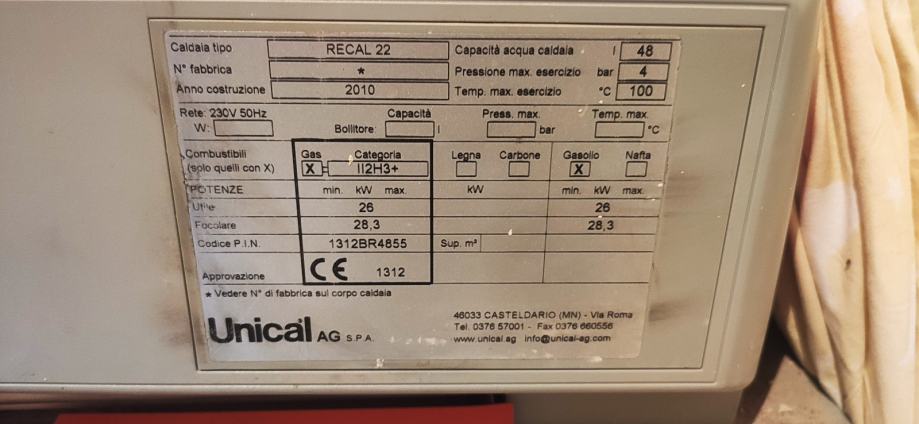 Caldaia tipo RECAL 22 Capacità acqua caldaia l 48
N° fabbrica * Pressione max. esercizio bar 4
Anno costruzione 2010 Temp. max. esercizio °C 100
Rete: 230V 50Hz Capacità Press. max. Temp. max.
W: Bollitore: l bar °C
Combustibili Gas Categoria Legna Carbone Gasolio Nafta
(solo quelli con X) X II2H3+ X
POTENZE min. kW max. kW min. kW max.
Utile 26 26
Focolare 28,3 28,3
Codice P.I.N. 1312BR4855 Sup. m²
Approvazione CE 1312
* Vedere N° di fabbrica sul corpo caldaia
Unical AG S.P.A.
46033 CASTELDARIO (MN) - Via Roma
Tel. 0376 57001 - Fax 0376 660556
www.unical.ag info@unical-ag.com